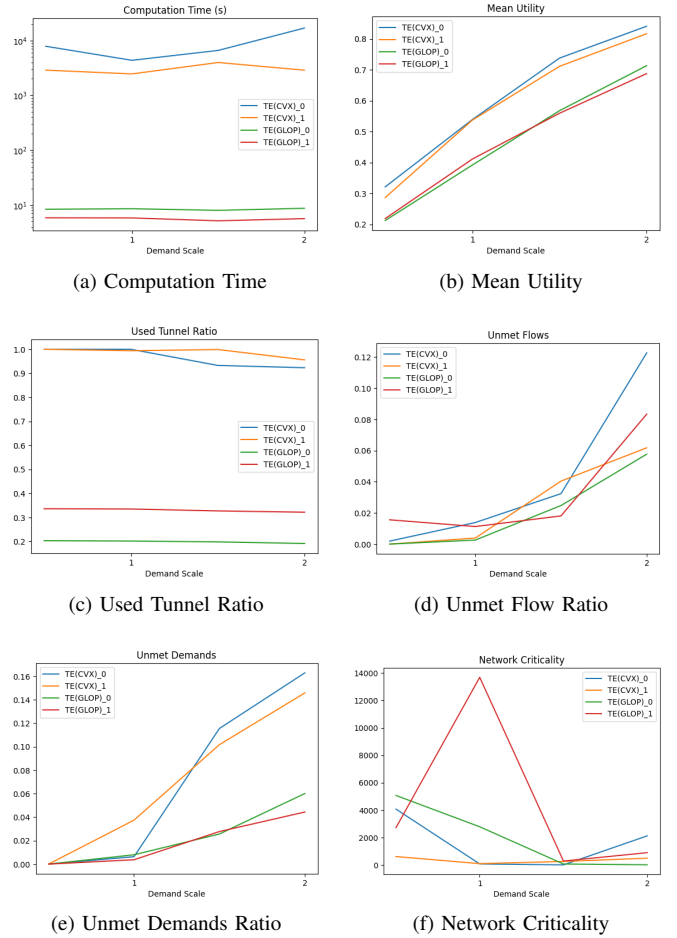 Computation Time (s)
10^4
10^3
10^2
10^1
TE(CVX)_0
TE(CVX)_1
TE(GLOP)_0
TE(GLOP)_1
1
2
Demand Scale
(a) Computation Time
Mean Utility
0.8
0.7
0.6
0.5
0.4
0.3
0.2
TE(CVX)_0
TE(CVX)_1
TE(GLOP)_0
TE(GLOP)_1
1
2
Demand Scale
(b) Mean Utility
Used Tunnel Ratio
1.0
0.9
0.8
0.7
0.6
0.5
0.4
0.3
0.2
TE(CVX)_0
TE(CVX)_1
TE(GLOP)_0
TE(GLOP)_1
1
2
Demand Scale
(c) Used Tunnel Ratio
Unmet Flows
0.12
0.10
0.08
0.06
0.04
0.02
0.00
TE(CVX)_0
TE(CVX)_1
TE(GLOP)_0
TE(GLOP)_1
1
2
Demand Scale
(d) Unmet Flow Ratio
Unmet Demands
0.16
0.14
0.12
0.10
0.08
0.06
0.04
0.02
0.00
TE(CVX)_0
TE(CVX)_1
TE(GLOP)_0
TE(GLOP)_1
1
2
Demand Scale
(e) Unmet Demands Ratio
Network Criticality
14000
12000
10000
8000
6000
4000
2000
0
TE(CVX)_0
TE(CVX)_1
TE(GLOP)_0
TE(GLOP)_1
1
2
Demand Scale
(f) Network Criticality